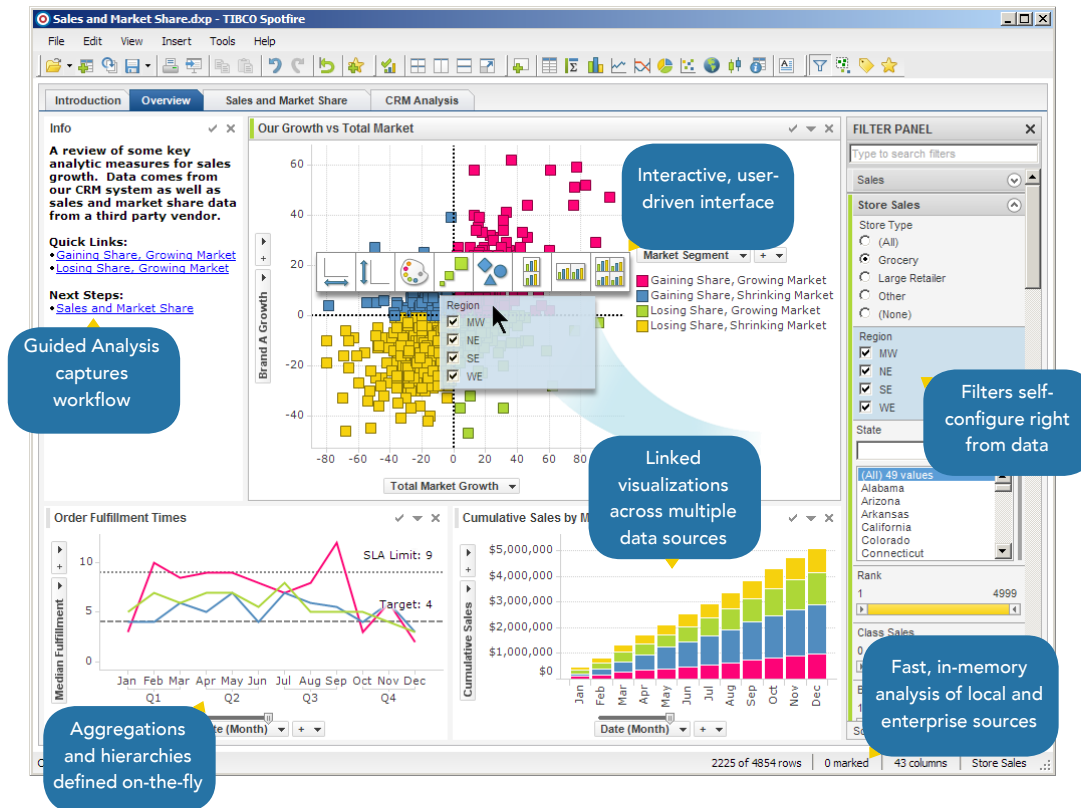 Sales and Market Share.dxp - TIBCO Spotfire
File Edit View Insert Tools Help
Introduction Overview Sales and Market Share CRM Analysis
Info
A review of some key
analytic measures for sales
growth. Data comes from
our CRM system as well as
sales and market share data
from a third party vendor.
Quick Links:
Gaining Share, Growing Market
Losing Share, Growing Market
Next Steps:
Sales and Market Share
Guided Analysis
captures
workflow
Our Growth vs Total Market
60
40
20
0
-20
-40
Brand A Growth
-80 -60 -40 -20 0 20 40 60 80
Total Market Growth
Region
MW
NE
SE
WE
Interactive, user-
driven interface
Market Segment
Gaining Share, Growing Market
Gaining Share, Shrinking Market
Losing Share, Growing Market
Losing Share, Shrinking Market
Linked
visualizations
across multiple
data sources
FILTER PANEL
Type to search filters
Sales
Store Sales
Store Type
(All)
Grocery
Large Retailer
Other
(None)
Region
MW
NE
SE
WE
Filters self-
configure right
from data
State
(All) 49 values
Alabama
Arizona
Arkansas
California
Colorado
Connecticut
Rank
1 4999
Class Sales
0
Fast, in-memory
analysis of local and
enterprise sources
Order Fulfillment Times
10
5
0
Median Fulfillment
SLA Limit: 9
Target: 4
Jan Feb Mar Apr May Jun Jul Aug Sep Oct Nov Dec
Q1 Q2 Q3 Q4
(Month)
Aggregations
and hierarchies
defined on-the-fly
Cumulative Sales by
$5,000,000
$4,000,000
$3,000,000
$2,000,000
$1,000,000
$0
Cumulative Sales
Jan Feb Mar Apr May Jun Jul Aug Sep Oct Nov Dec
Date (Month)
2225 of 4854 rows 0 marked 43 columns Store Sales